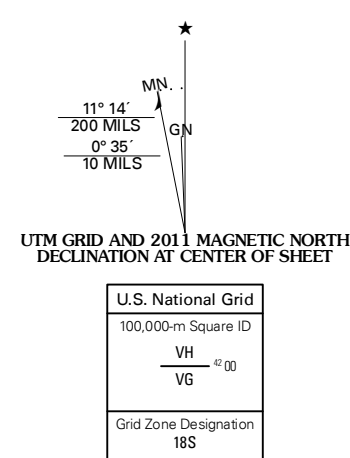 ★
MN
11° 14´
200 MILS
GN
0° 35´
10 MILS
UTM GRID AND 2011 MAGNETIC NORTH
DECLINATION AT CENTER OF SHEET
U.S. National Grid
100,000-m Square ID
VH
42 00
VG
Grid Zone Designation
18S